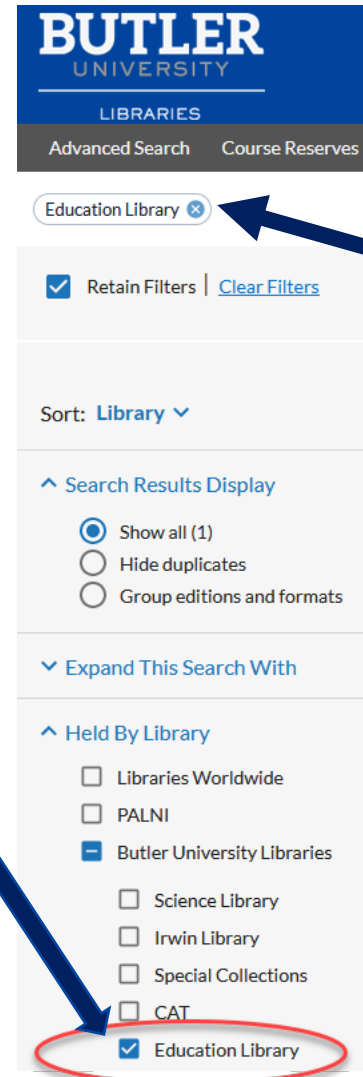 BUTLER
UNIVERSITY
LIBRARIES
Advanced Search Course Reserves
Education Library
Retain Filters | Clear Filters
Sort: Library
Search Results Display
Show all (1)
Hide duplicates
Group editions and formats
Expand This Search With
Held By Library
Libraries Worldwide
PALNI
Butler University Libraries
Science Library
Irwin Library
Special Collections
CAT
Education Library